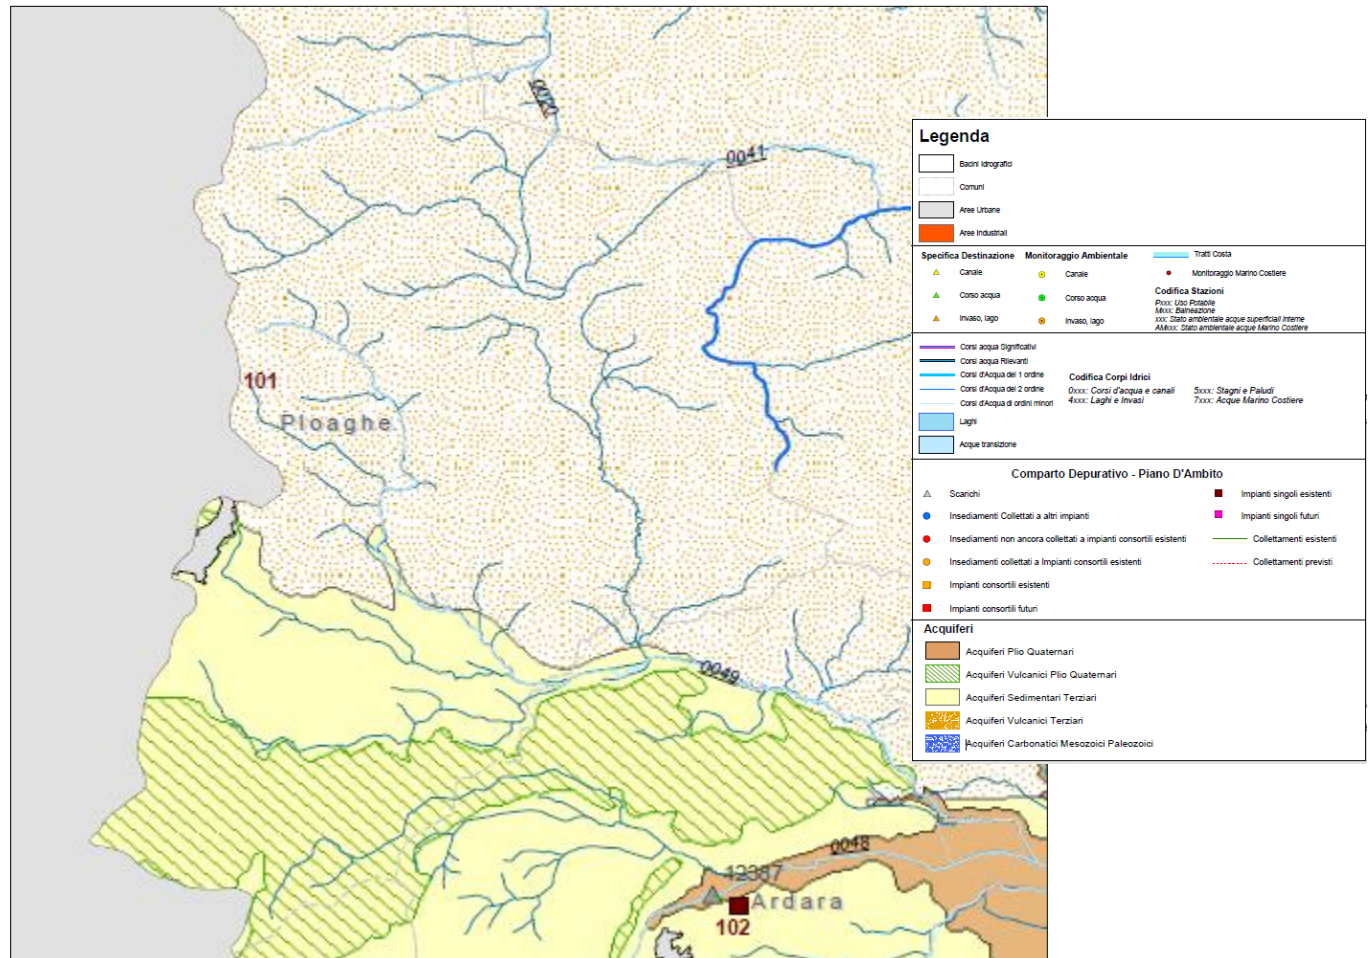 0020
0041
101
Ploaghe
0049
0048
12387
Ardara
102
Legenda
Bacini Idrografici
Comuni
Aree Urbane
Aree Industriali
Specifica Destinazione
Canale
Corso acqua
Invaso, lago
Monitoraggio Ambientale
Canale
Corso acqua
Invaso, lago
Tratti Costa
Monitoraggio Marino Costiere
Codifica Stazioni
Pxxx: Uso Potabile
Mxxx: Balneazione
xxx: Stato ambientale acque superficiali interne
AMxxx: Stato ambientale acque Marino Costiere
Corsi acqua Significativi
Corsi acqua Rilevanti
Corsi d'Acqua del 1 ordine
Corsi d'Acqua del 2 ordine
Corsi d'Acqua di ordini minori
Laghi
Acque transizione
Codifica Corpi Idrici
0xxx: Corsi d'acqua e canali
4xxx: Laghi e Invasi
5xxx: Stagni e Paludi
7xxx: Acque Marino Costiere
Comparto Depurativo - Piano D'Ambito
Scarichi
Insediamenti Collettati a altri impianti
Insediamenti non ancora collettati a impianti consortili esistenti
Insediamenti collettati a Impianti consortili esistenti
Impianti consortili esistenti
Impianti consortili futuri
Impianti singoli esistenti
Impianti singoli futuri
Collettamenti esistenti
Collettamenti previsti
Acquiferi
Acquiferi Plio Quaternari
Acquiferi Vulcanici Plio Quaternari
Acquiferi Sedimentari Terziari
Acquiferi Vulcanici Terziari
Acquiferi Carbonatici Mesozoici Paleozoici